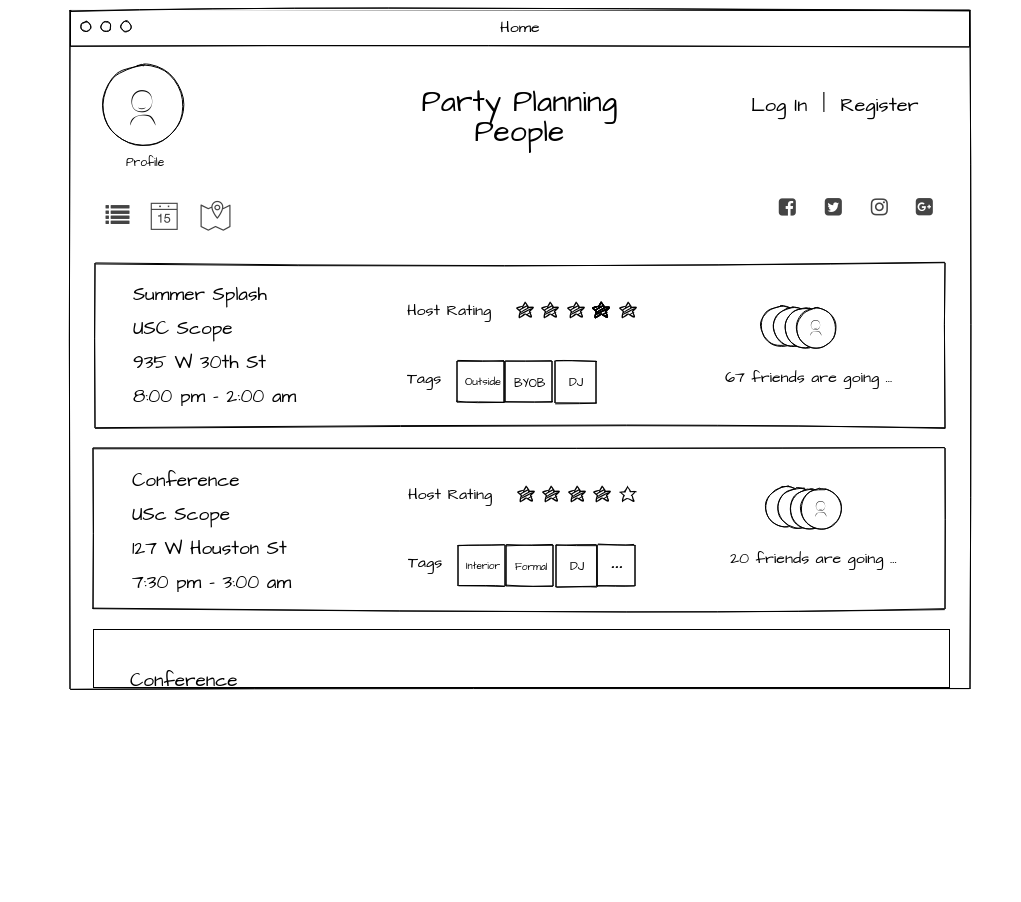 Home
Party Planning
People
Log In | Register
Profile
15
Summer Splash
USC Scope
935 W 30th St
8:00 pm - 2:00 am
Host Rating
Tags
Outside
BYOB
DJ
67 friends are going ...
Conference
USc Scope
127 W Houston St
7:30 pm - 3:00 am
Host Rating
Tags
Interior
Formal
DJ
...
20 friends are going ...
Conference